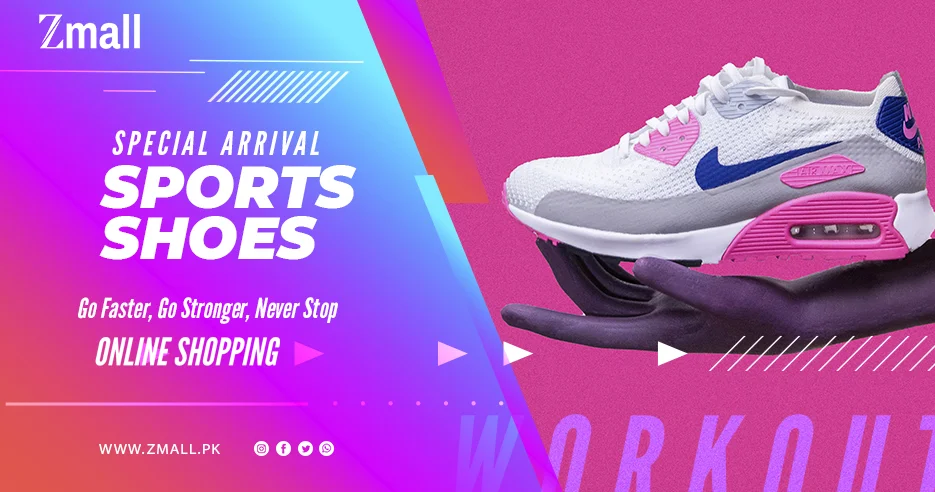 Zmall
SPECIAL ARRIVAL
SPORTS
SHOES
Go Faster, Go Stronger, Never Stop
ONLINE SHOPPING
WWW.ZMALL.PK
AIR MAX
WORKOUT